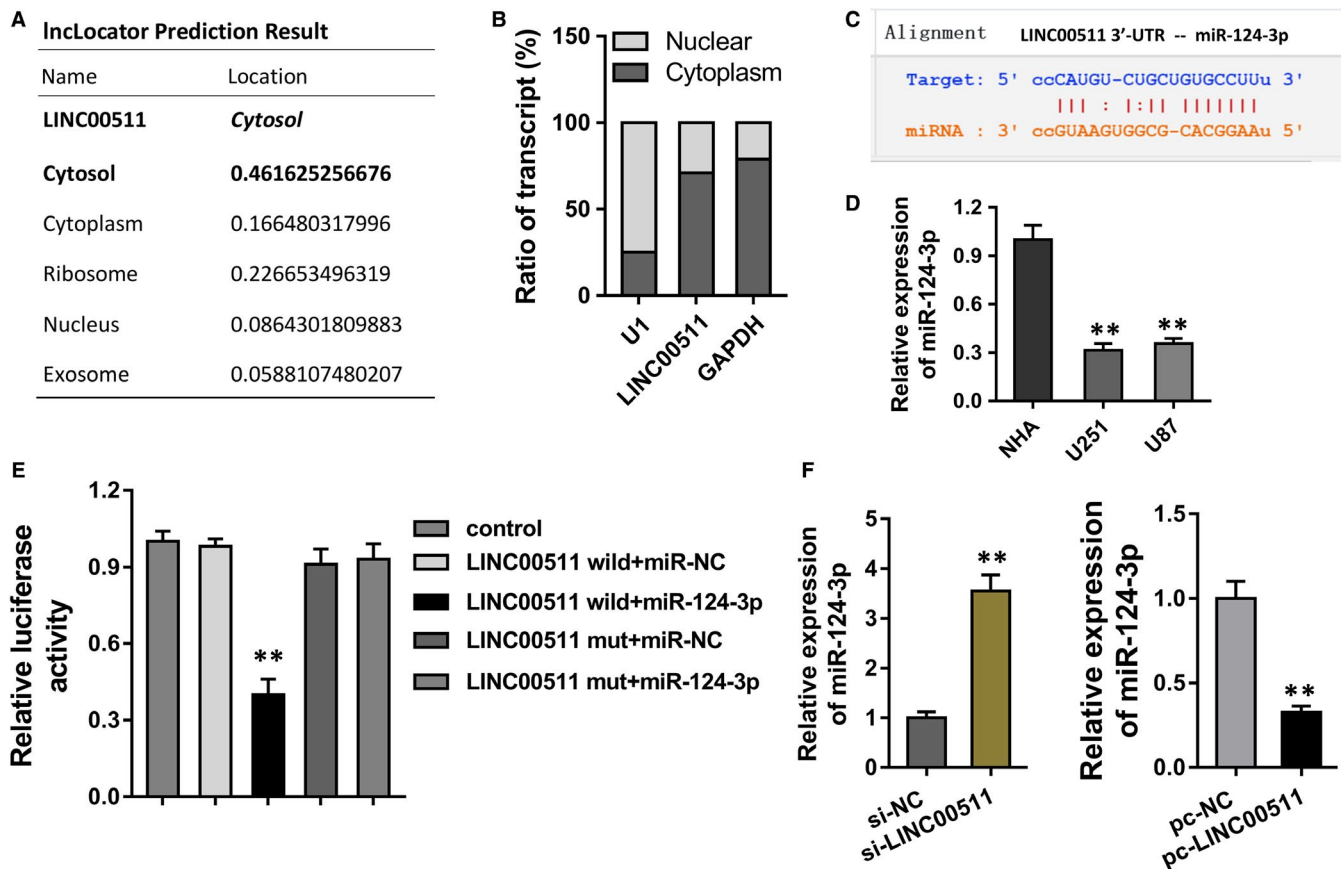 A
lncLocator Prediction Result
Name Location
LINC00511 Cytosol
Cytosol 0.461625256676
Cytoplasm 0.166480317996
Ribosome 0.226653496319
Nucleus 0.0864301809883
Exosome 0.0588107480207
B
Ratio of transcript (%)
150
100
50
0
Nuclear
Cytoplasm
U1
LINC00511
GAPDH
C
Alignment LINC00511 3’-UTR -- miR-124-3p
Target: 5' ccCAUGU-CUGCUGUGCCUUu 3'
||| : |:|| |||||||
miRNA : 3' ccGUAAGUGGCG-CACGGAAu 5'
D
Relative expression
of miR-124-3p
1.2
0.9
0.6
0.3
0.0
**
**
NHA
U251
U87
E
Relative luciferase
activity
1.2
0.9
0.6
0.3
0.0
**
control
LINC00511 wild+miR-NC
LINC00511 wild+miR-124-3p
LINC00511 mut+miR-NC
LINC00511 mut+miR-124-3p
F
Relative expression
of miR-124-3p
5
4
3
2
1
0
**
si-NC
si-LINC00511
Relative expression
of miR-124-3p
1.5
1.0
0.5
0.0
**
pc-NC
pc-LINC00511